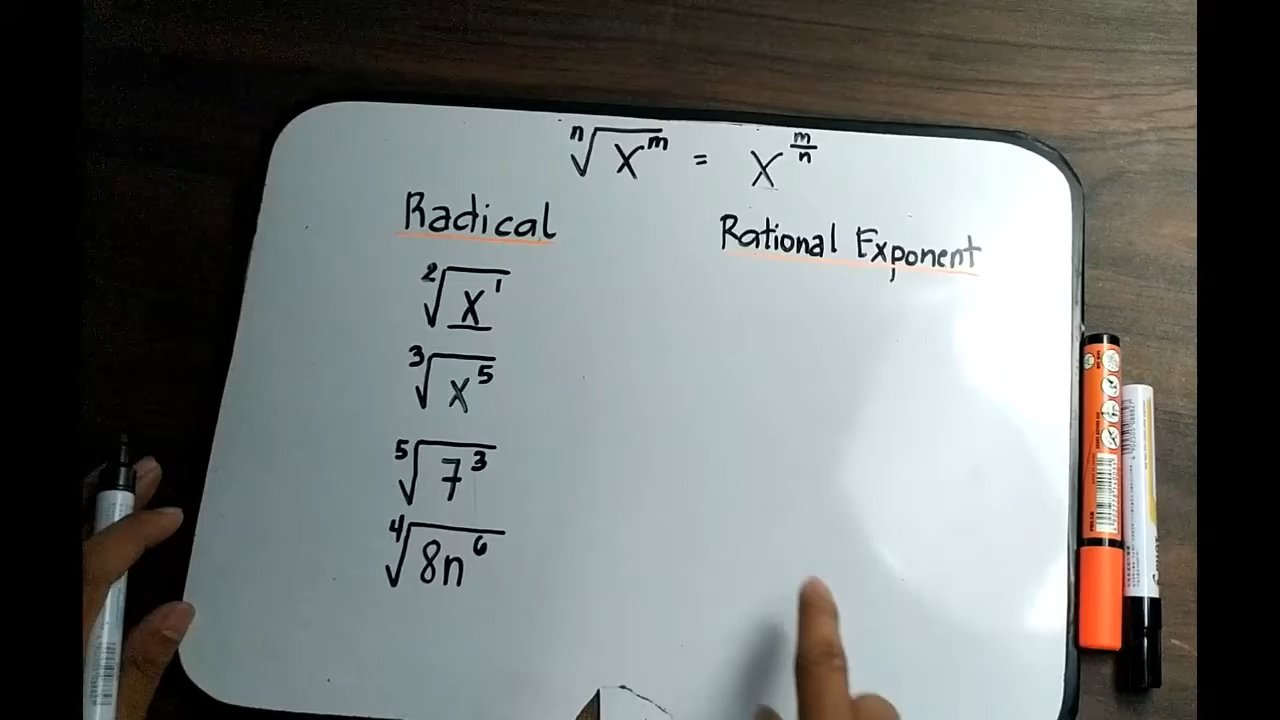 ⁿ√xᵐ = x^(m/n)
Radical
Rational Exponent
²√x¹
³√x⁵
⁵√7³
⁴√8n⁶